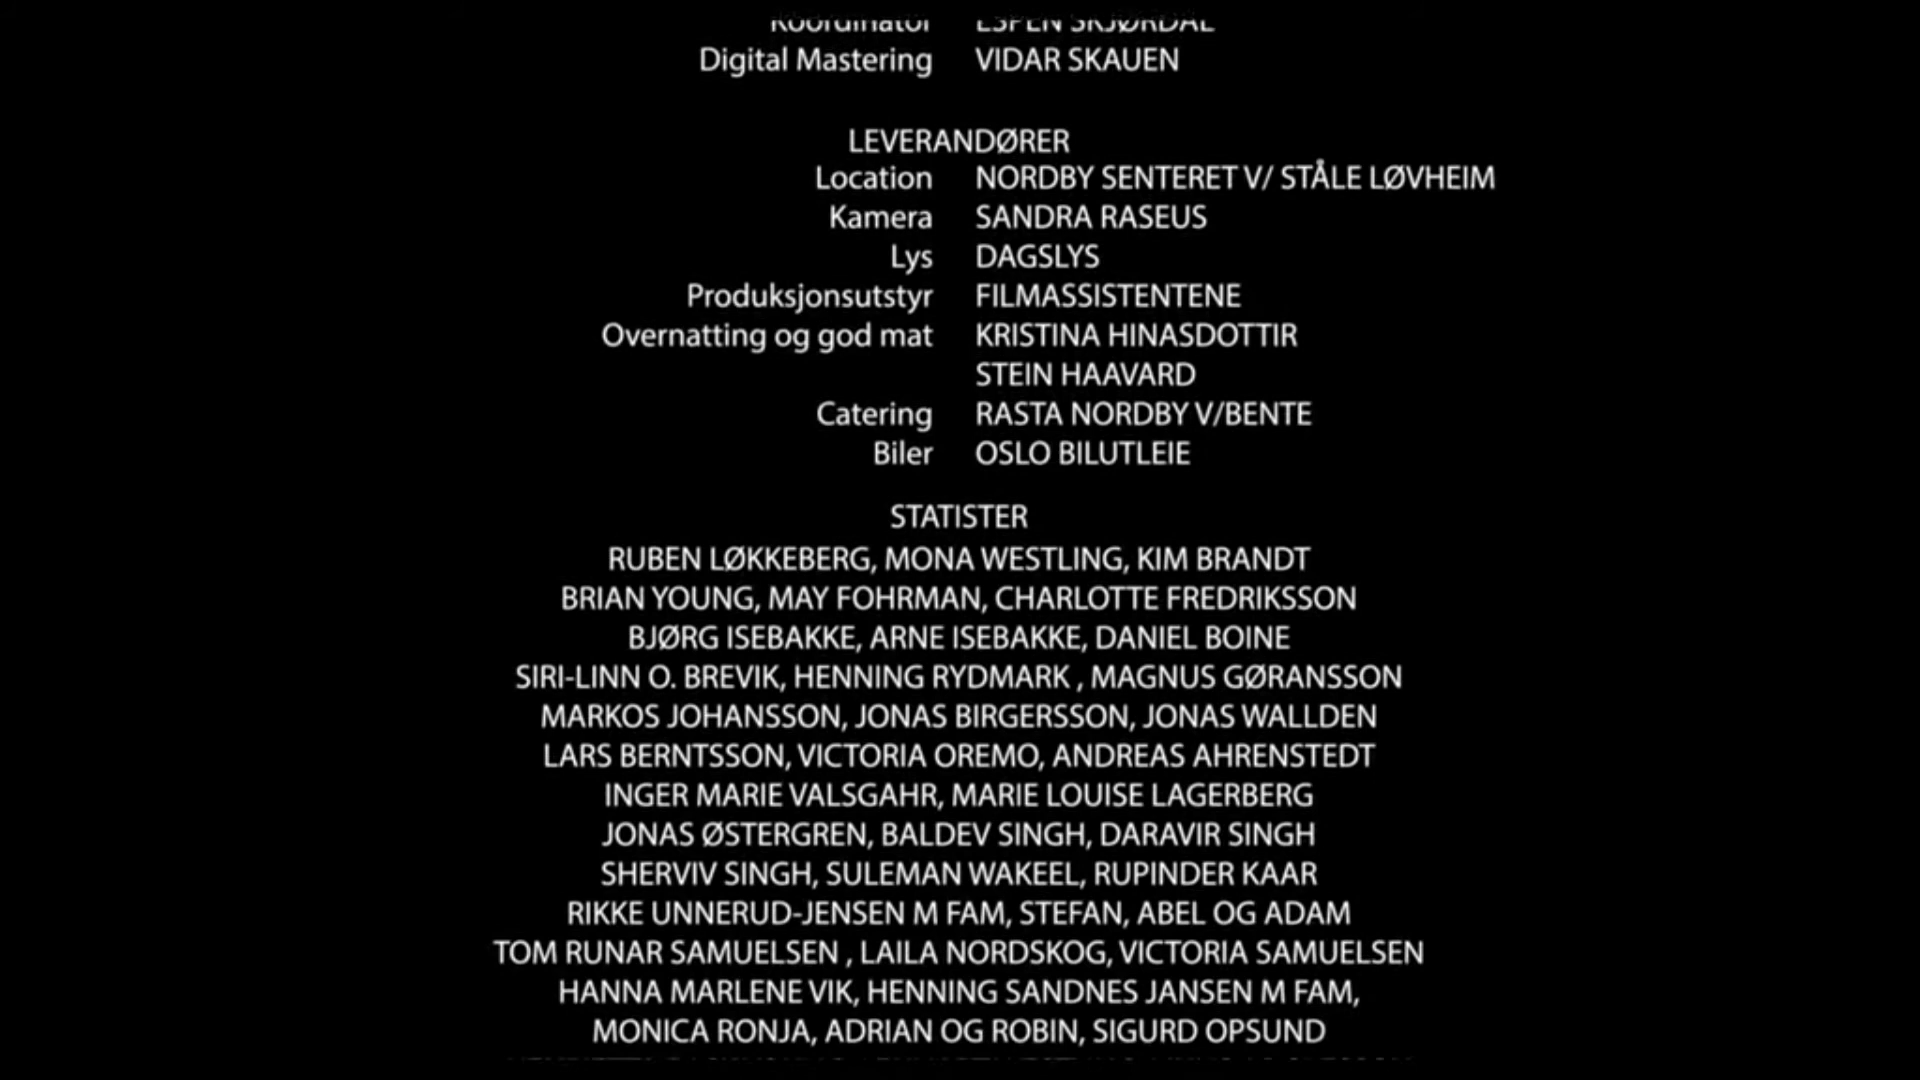 Koordinator ESPEN SKJØRDAL
Digital Mastering VIDAR SKAUEN
LEVERANDØRER
Location NORDBY SENTERET V/ STÅLE LØVHEIM
Kamera SANDRA RASEUS
Lys DAGSLYS
Produksjonsutstyr FILMASSISTENTENE
Overnatting og god mat KRISTINA HINASDOTTIR
STEIN HAAVARD
Catering RASTA NORDBY V/BENTE
Biler OSLO BILUTLEIE
STATISTER
RUBEN LØKKEBERG, MONA WESTLING, KIM BRANDT
BRIAN YOUNG, MAY FOHRMAN, CHARLOTTE FREDRIKSSON
BJØRG ISEBAKKE, ARNE ISEBAKKE, DANIEL BOINE
SIRI-LINN O. BREVIK, HENNING RYDMARK , MAGNUS GØRANSSON
MARKOS JOHANSSON, JONAS BIRGERSSON, JONAS WALLDEN
LARS BERNTSSON, VICTORIA OREMO, ANDREAS AHRENSTEDT
INGER MARIE VALSGAHR, MARIE LOUISE LAGERBERG
JONAS ØSTERGREN, BALDEV SINGH, DARAVIR SINGH
SHERVIV SINGH, SULEMAN WAKEEL, RUPINDER KAAR
RIKKE UNNERUD-JENSEN M FAM, STEFAN, ABEL OG ADAM
TOM RUNAR SAMUELSEN , LAILA NORDSKOG, VICTORIA SAMUELSEN
HANNA MARLENE VIK, HENNING SANDNES JANSEN M FAM,
MONICA RONJA, ADRIAN OG ROBIN, SIGURD OPSUND